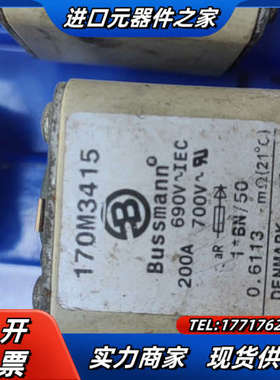 进口元器件之家
170M3415
Bussmann
690V~IEC
200A 700V~
aR
1*BN/50
0.6113 mΩ(21°C)
DENMARK
开
票
TEL:1771762
实力商家 现货供